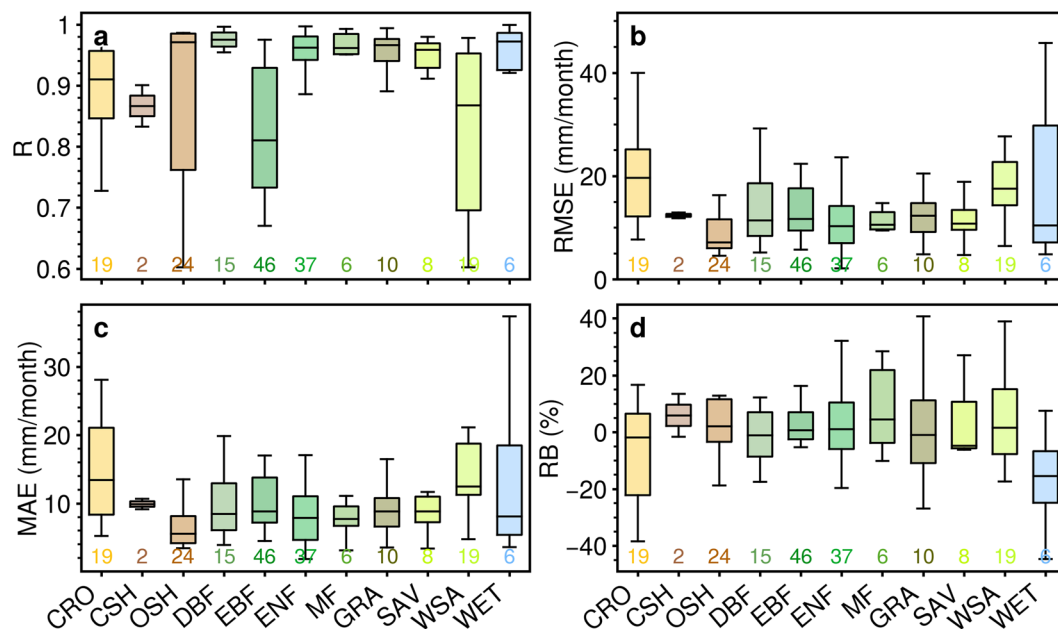 a
R
1
0.9
0.8
0.7
0.6
19 2 24 15 46 37 6 10 8 19 6
b
RMSE (mm/month)
40
20
0
19 2 24 15 46 37 6 10 8 19 6
c
MAE (mm/month)
30
20
10
19 2 24 15 46 37 6 10 8 19 6
CRO CSH OSH DBF EBF ENF MF GRA SAV WSA WET
d
RB (%)
40
20
0
−20
−40
19 2 24 15 46 37 6 10 8 19 6
CRO CSH OSH DBF EBF ENF MF GRA SAV WSA WET